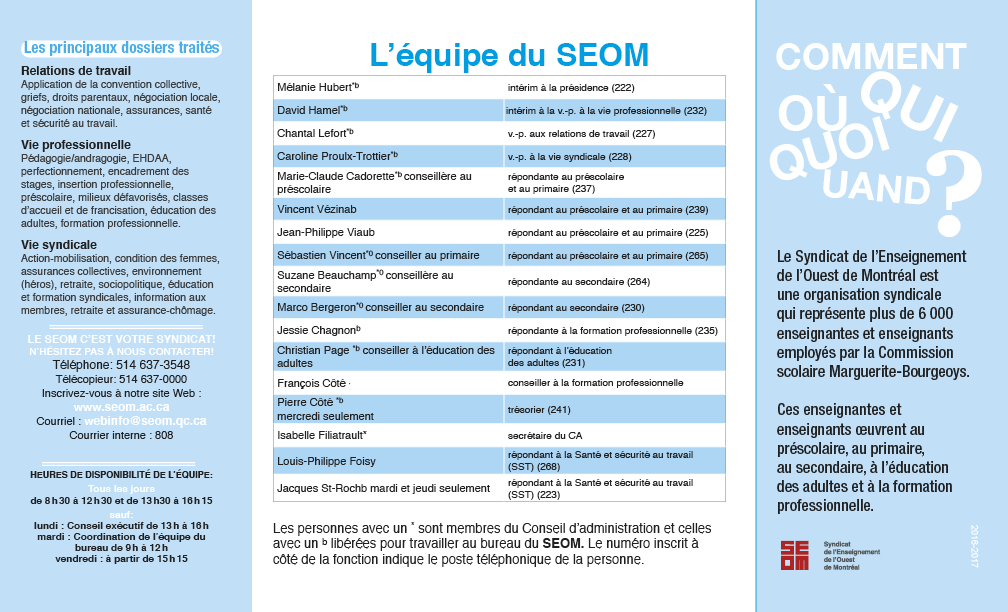 Les principaux dossiers traités
Relations de travail
Application de la convention collective,
griefs, droits parentaux, négociation locale,
négociation nationale, assurances, santé
et sécurité au travail.
Vie professionnelle
Pédagogie/andragogie, EHDAA,
perfectionnement, encadrement des
stages, insertion professionnelle,
préscolaire, milieux défavorisés, classes
d'accueil et de francisation, éducation des
adultes, formation professionnelle.
Vie syndicale
Action-mobilisation, condition des femmes,
assurances collectives, environnement
(héros), retraite, sociopolitique, éducation
et formation syndicales, information aux
membres, retraite et assurance-chômage.
LE SEOM C'EST VOTRE SYNDICAT!
N'HÉSITEZ PAS À NOUS CONTACTER!
Téléphone: 514 637-3548
Télécopieur: 514 637-0000
Inscrivez-vous à notre site Web :
www.seom.ac.ca
Courriel : webinfo@seom.qc.ca
Courrier interne : 808
HEURES DE DISPONIBILITÉ DE L'ÉQUIPE:
Tous les jours
de 8 h 30 à 12 h 30 et de 13 h 30 à 16 h 15
sauf:
lundi : Conseil exécutif de 13 h à 16 h
mardi : Coordination de l'équipe du
bureau de 9 h à 12 h
vendredi : à partir de 15 h 15
L'équipe du SEOM
Mélanie Hubert*b intérim à la présidence (222)
David Hamel*b intérim à la v.-p. à la vie professionnelle (232)
Chantal Lefort*b v.-p. aux relations de travail (227)
Caroline Proulx-Trottier*b v.-p. à la vie syndicale (228)
Marie-Claude Cadorette*b conseillère au
préscolaire
répondante au préscolaire
et au primaire (237)
Vincent Vézinab répondant au préscolaire et au primaire (239)
Jean-Philippe Viaub répondant au préscolaire et au primaire (225)
Sébastien Vincent*o conseiller au primaire répondant au préscolaire et au primaire (265)
Suzane Beauchamp*o conseillère au
secondaire
répondante au secondaire (264)
Marco Bergeron*o conseiller au secondaire répondant au secondaire (230)
Jessie Chagnonb répondante à la formation professionnelle (235)
Christian Page *b conseiller à l'éducation des
adultes
répondant à l'éducation
des adultes (231)
François Côté · conseiller à la formation professionnelle
Pierre Côté *b
mercredi seulement
trésorier (241)
Isabelle Filiatrault* secrétaire du CA
Louis-Philippe Foisy
répondant à la Santé et sécurité au travail
(SST) (268)
Jacques St-Rochb mardi et jeudi seulement
répondant à la Santé et sécurité au travail
(SST) (223)
Les personnes avec un * sont membres du Conseil d'administration et celles
avec un b libérées pour travailler au bureau du SEOM. Le numéro inscrit à
côté de la fonction indique le poste téléphonique de la personne.
COMMENT
OÙ QUI
QUOI
UAND ?
Le Syndicat de l'Enseignement
de l'Ouest de Montréal est
une organisation syndicale
qui représente plus de 6 000
enseignantes et enseignants
employés par la Commission
scolaire Marguerite-Bourgeoys.
Ces enseignantes et
enseignants œuvrent au
préscolaire, au primaire,
au secondaire, à l'éducation
des adultes et à la formation
professionnelle.
SEOM
Syndicat
de l'Enseignement
de l'Ouest
de Montréal
2016-2017